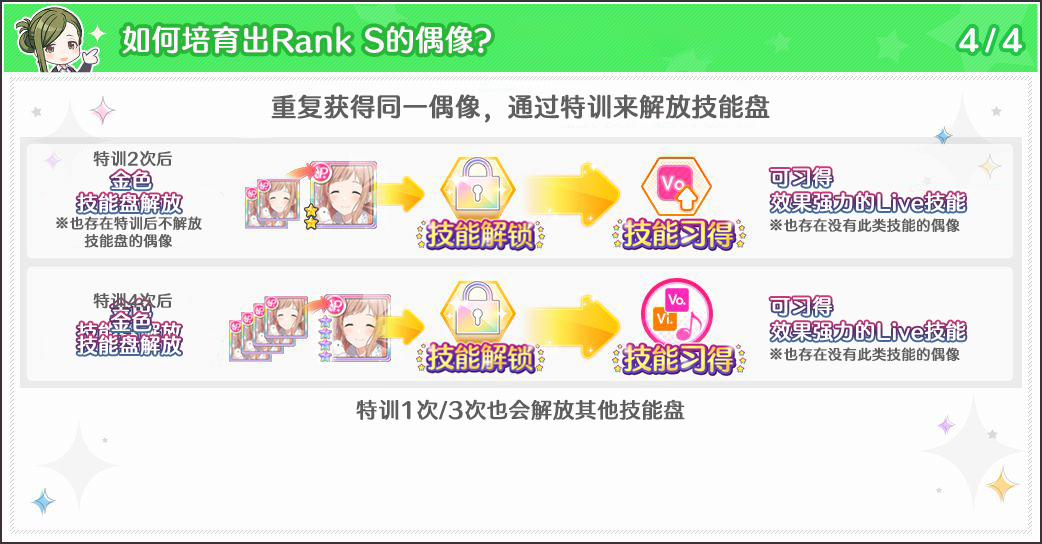 如何培育出Rank S的偶像?
4/4
重复获得同一偶像，通过特训来解放技能盘
特训2次后
金色
技能盘解放
※也存在特训后不解放
技能盘的偶像
P
技能解锁
Vo
技能习得
可习得
效果强力的Live技能
※也存在没有此类技能的偶像
特训4次后
金色
技能盘解放
P
技能解锁
Vo.
Vi.
技能习得
可习得
效果强力的Live技能
※也存在没有此类技能的偶像
特训1次/3次也会解放其他技能盘